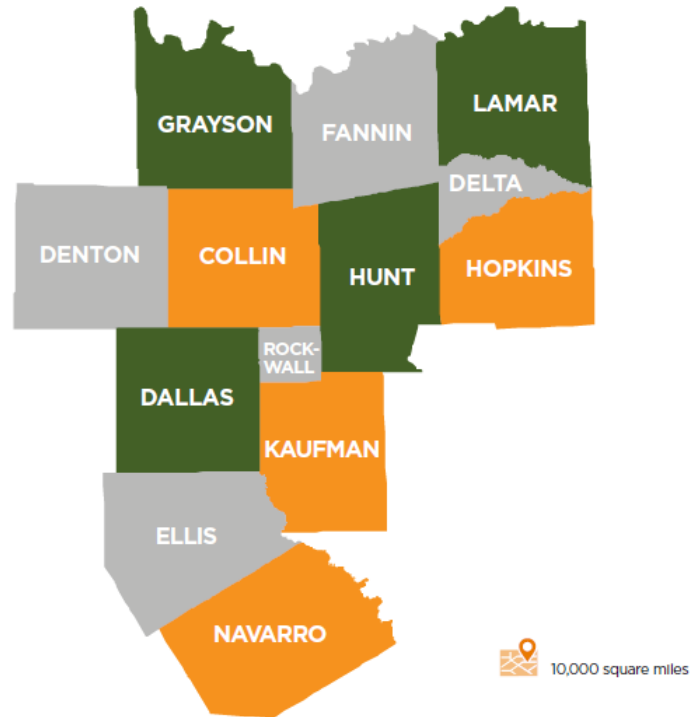 GRAYSON
FANNIN
LAMAR
DELTA
DENTON
COLLIN
HUNT
HOPKINS
ROCK-
WALL
DALLAS
KAUFMAN
ELLIS
NAVARRO
10,000 square miles